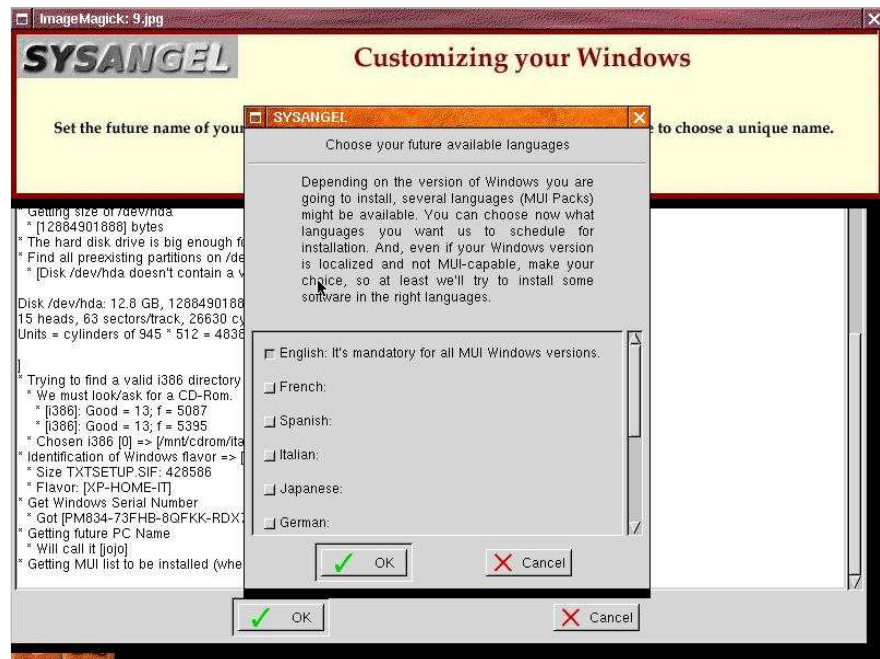 ImageMagick: 9.jpg
SYSANGEL
Customizing your Windows
Set the future name of your
to choose a unique name.
SYSANGEL
Choose your future available languages
Depending on the version of Windows you are
going to install, several languages (MUI Packs)
might be available. You can choose now what
languages you want us to schedule for
installation. And, even if your Windows version
is localized and not MUI-capable, make your
choice, so at least we'll try to install some
software in the right languages.
English: It's mandatory for all MUI Windows versions.
French:
Spanish:
Italian:
Japanese:
German:
OK
Cancel
* Getting size of /dev/hda
* [12884901888] bytes
* The hard disk drive is big enough
* Find all preexisting partitions on
* [Disk /dev/hda doesn't contain a
Disk /dev/hda: 12.8 GB, 1288490188
15 heads, 63 sectors/track, 26630
Units = cylinders of 945 * 512 = 4838
]
* Trying to find a valid i386 directory
* We must look/ask for a CD-Rom.
* [i386]: Good = 13; f = 5087
* [i386]: Good = 13; f = 5395
* Chosen i386 [0] => [/mnt/cdrom/ita
* Identification of Windows flavor => [
* Size TXTSETUP.SIF: 428586
* Flavor: [XP-HOME-IT]
* Get Windows Serial Number
* Got [PM834-73FHB-8QFKK-RDX
* Getting future PC Name
* Will call it [jojo]
* Getting MUI list to be installed (whe
OK
Cancel